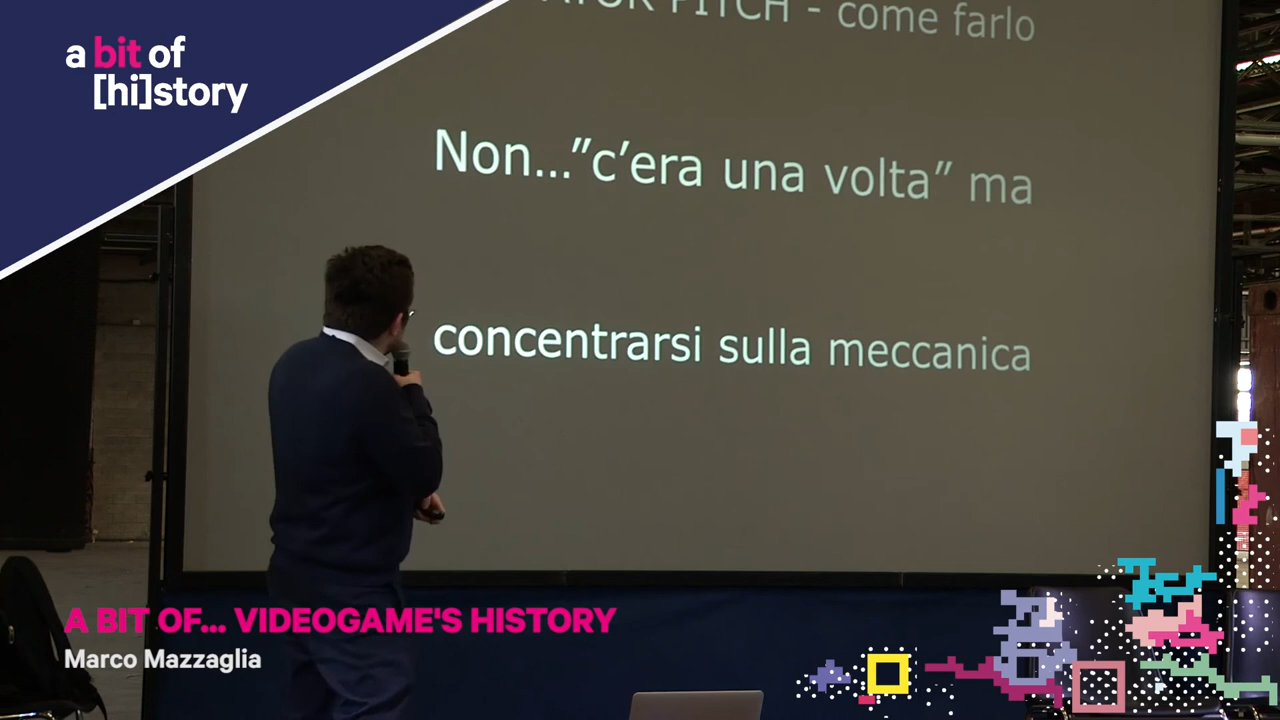 a bit of
[hi]story
PITCH - come farlo
Non...”c’era una volta” ma
concentrarsi sulla meccanica
A BIT OF... VIDEOGAME'S HISTORY
Marco Mazzaglia